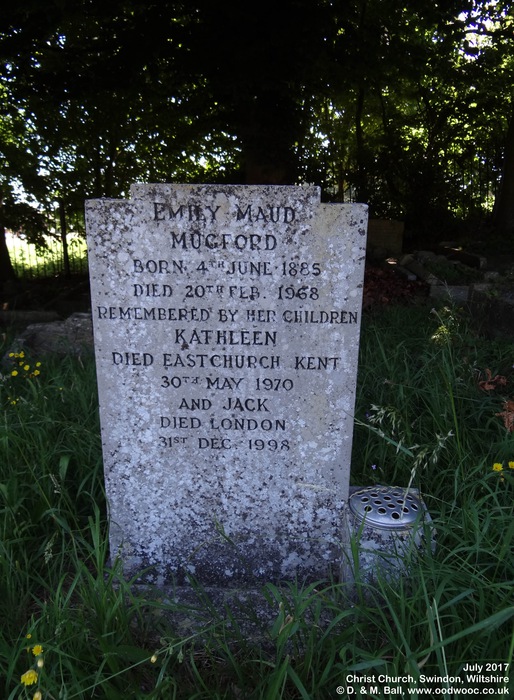 EMILY MAUD
MUGFORD
BORN 4TH JUNE 1885
DIED 20TH FEB. 1968
REMEMBERED BY HER CHILDREN
KATHLEEN
DIED EASTCHURCH KENT
30TH MAY 1970
AND JACK
DIED LONDON
31ST DEC. 1998
July 2017
Christ Church, Swindon, Wiltshire
© D. & M. Ball, www.oodwooc.co.uk